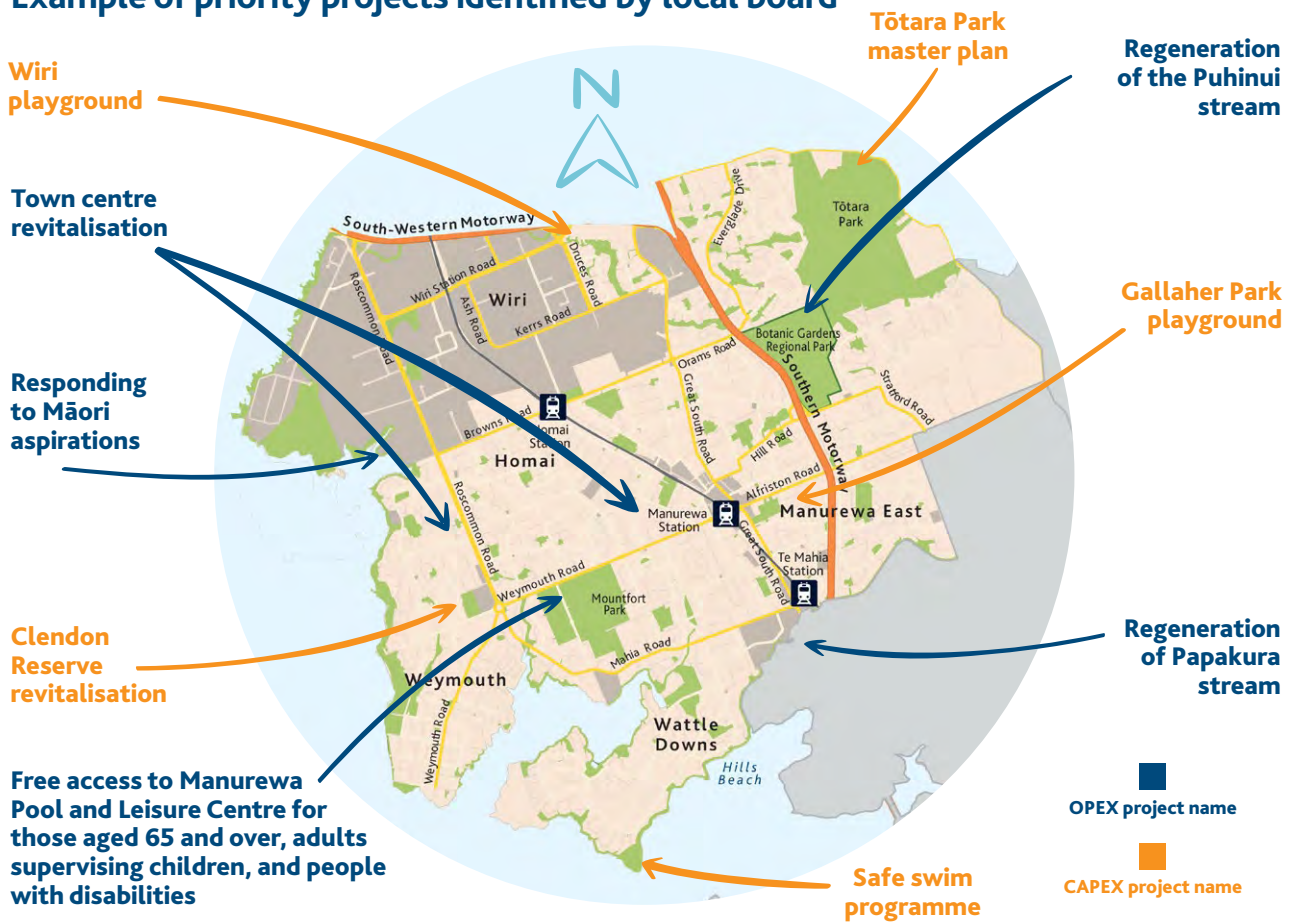 Example of priority projects identified by local board
Tōtara Park
master plan
Regeneration
of the Puhinui
stream
Wiri
playground
N
Town centre
revitalisation
South-Western Motorway
Everglade Drive
Tōtara
Park
Roscommon Road
Wiri Station Road
Druces Road
Wiri
Ash Road
Kerrs Road
Gallaher Park
playground
Botanic Gardens
Regional Park
Orams Road
Southern Motorway
Great South Road
Stratford Road
Responding
to Māori
aspirations
Browns Road
Homai
Station
Homai
Hill Road
Alfriston Road
Roscommon Road
Manurewa
Station
Manurewa East
Great South Road
Te Mahia
Station
Weymouth Road
Mountfort
Park
Mahia Road
Clendon
Reserve
revitalisation
Regeneration
of Papakura
stream
Weymouth
Weymouth Road
Wattle
Downs
Hills
Beach
Free access to Manurewa
Pool and Leisure Centre for
those aged 65 and over, adults
supervising children, and people
with disabilities
OPEX project name
CAPEX project name
Safe swim
programme